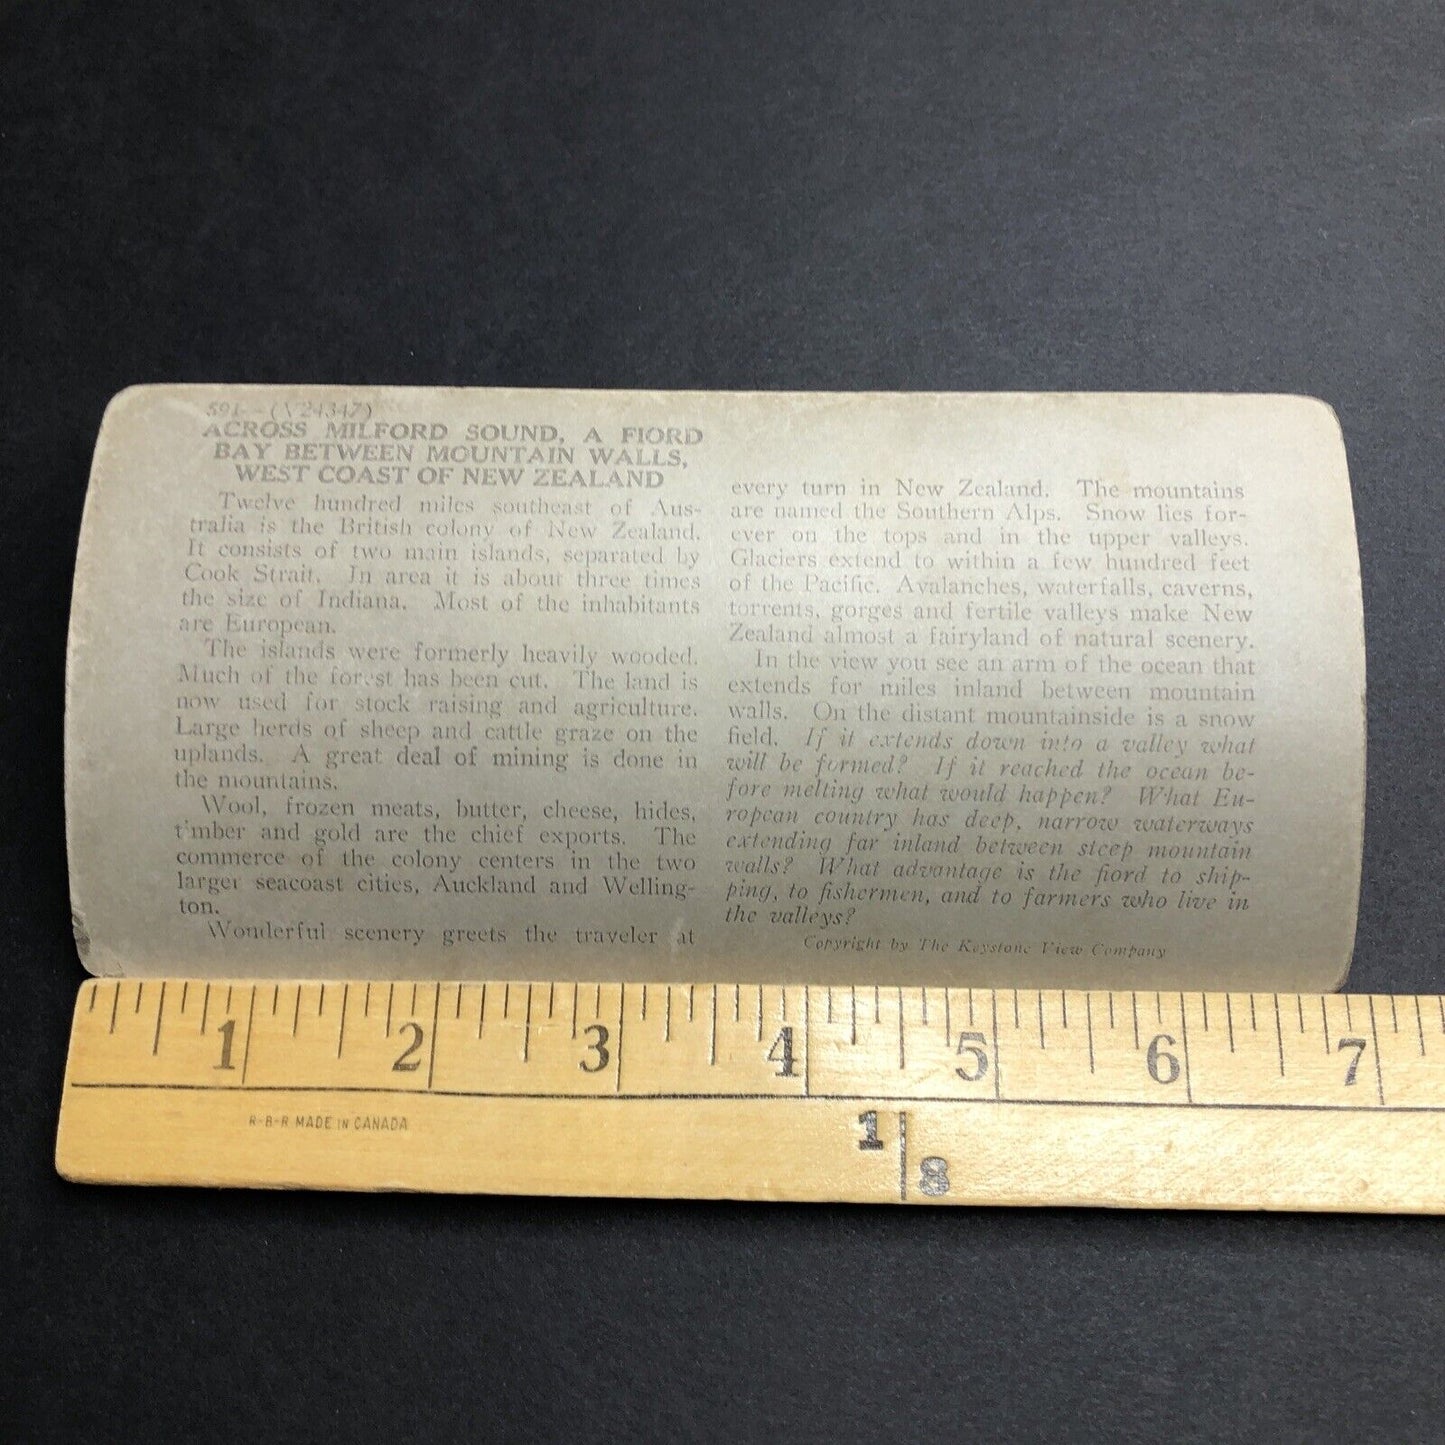 591—(V24347)
ACROSS MILFORD SOUND, A FIORD
BAY BETWEEN MOUNTAIN WALLS,
WEST COAST OF NEW ZEALAND
Twelve hundred miles southeast of Aus-
tralia is the British colony of New Zealand.
It consists of two main islands, separated by
Cook Strait. In area it is about three times
the size of Indiana. Most of the inhabitants
are European.
The islands were formerly heavily wooded.
Much of the forest has been cut. The land is
now used for stock raising and agriculture.
Large herds of sheep and cattle graze on the
uplands. A great deal of mining is done in
the mountains.
Wool, frozen meats, butter, cheese, hides,
timber and gold are the chief exports. The
commerce of the colony centers in the two
larger seacoast cities, Auckland and Welling-
ton.
Wonderful scenery greets the traveler at
every turn in New Zealand. The mountains
are named the Southern Alps. Snow lies for-
ever on the tops and in the upper valleys.
Glaciers extend to within a few hundred feet
of the Pacific. Avalanches, waterfalls, caverns,
torrents, gorges and fertile valleys make New
Zealand almost a fairyland of natural scenery.
In the view you see an arm of the ocean that
extends for miles inland between mountain
walls. On the distant mountainside is a snow
field. If it extends down into a valley what
will be formed? If it reached the ocean be-
fore melting what would happen? What Eu-
ropean country has deep, narrow waterways
extending far inland between steep mountain
walls? What advantage is the fiord to ship-
ping, to fishermen, and to farmers who live in
the valleys?
Copyright by The Keystone View Company
1 2 3 4 5 6 7
R-B-R MADE IN CANADA
1 8